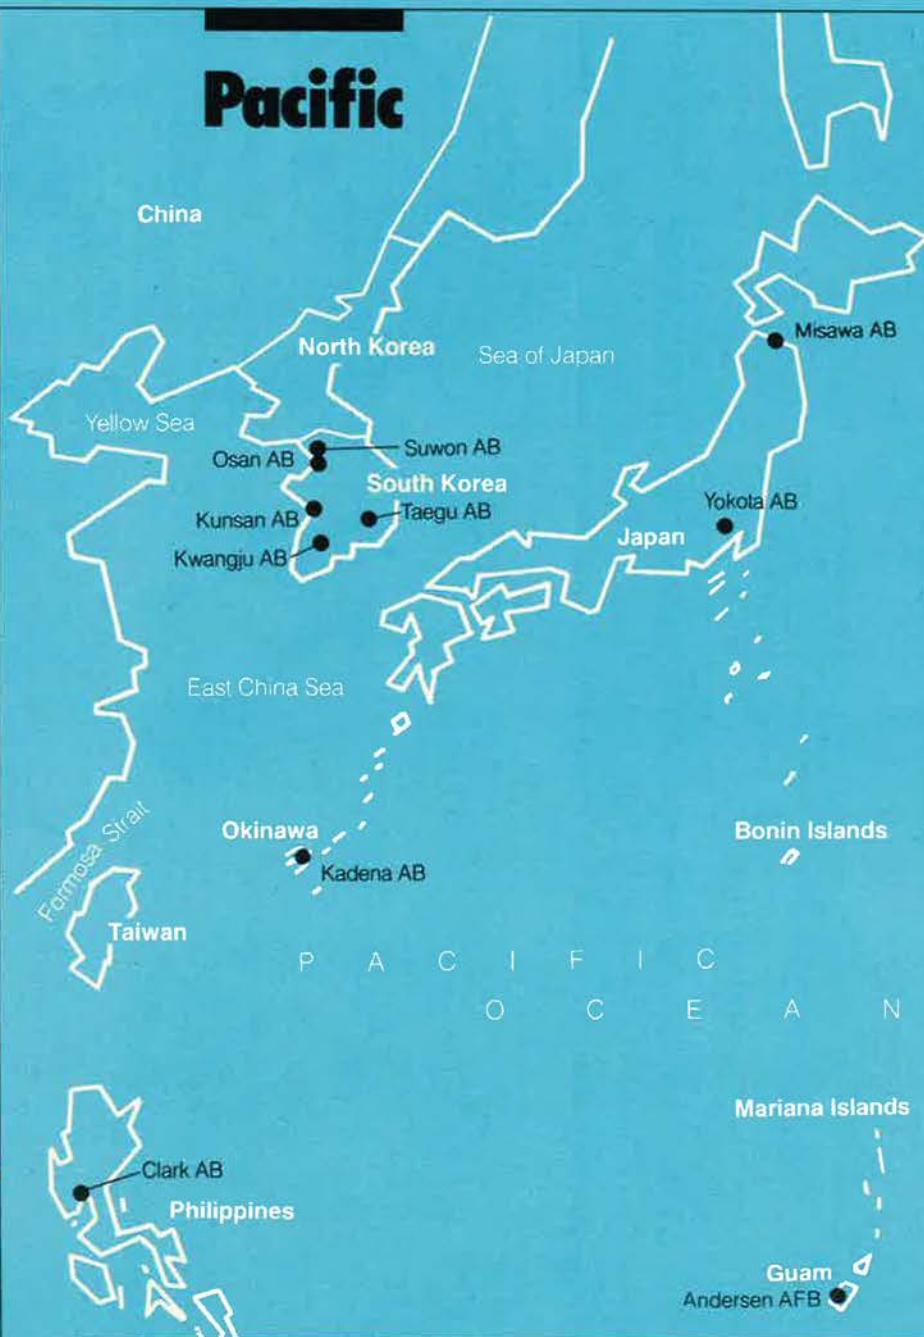 Pacific
China
Misawa AB
North Korea
Sea of Japan
Yellow Sea
Suwon AB
Osan AB
South Korea
Kunsan AB
Taegu AB
Yokota AB
Japan
Kwangju AB
East China Sea
Formosa Strait
Okinawa
Bonin Islands
Kadena AB
Taiwan
PACIFIC
OCEAN
Mariana Islands
Clark AB
Philippines
Guam
Andersen AFB